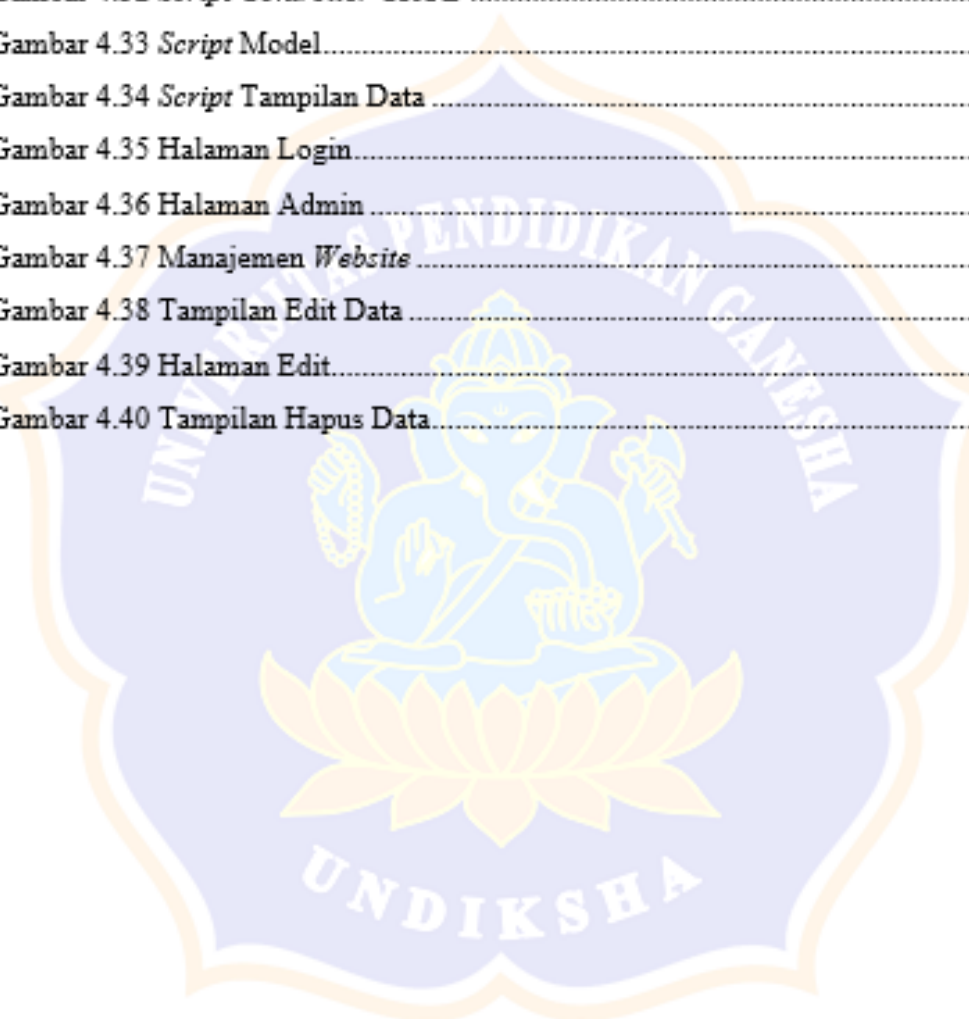 Gambar 4.33 Script Model
Gambar 4.34 Script Tampilan Data
Gambar 4.35 Halaman Login
Gambar 4.36 Halaman Admin
Gambar 4.37 Manajemen Website
Gambar 4.38 Tampilan Edit Data
Gambar 4.39 Halaman Edit
Gambar 4.40 Tampilan Hapus Data
UNIVERSITAS PENDIDIKAN GANESHA
UNDIKSHA